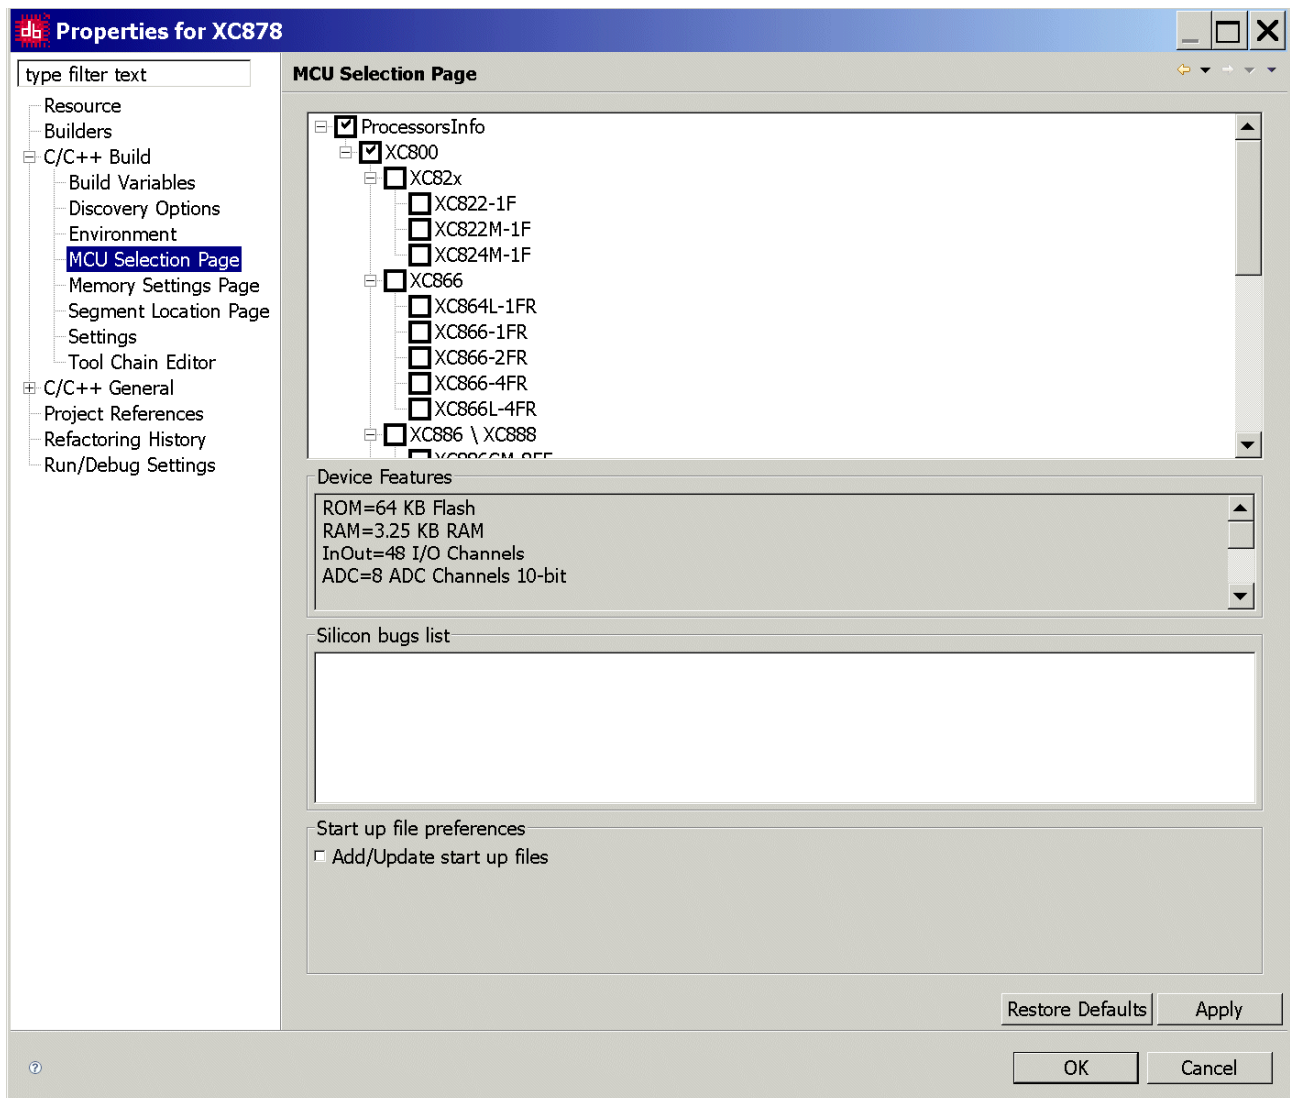 Properties for XC878
type filter text
Resource
Builders
C/C++ Build
Build Variables
Discovery Options
Environment
MCU Selection Page
Memory Settings Page
Segment Location Page
Settings
Tool Chain Editor
C/C++ General
Project References
Refactoring History
Run/Debug Settings
MCU Selection Page
ProcessorsInfo
XC800
XC82x
XC822-1F
XC822M-1F
XC824M-1F
XC866
XC864L-1FR
XC866-1FR
XC866-2FR
XC866-4FR
XC866L-4FR
XC886 \ XC888
Device Features
ROM=64 KB Flash
RAM=3.25 KB RAM
InOut=48 I/O Channels
ADC=8 ADC Channels 10-bit
Silicon bugs list
Start up file preferences
Add/Update start up files
Restore Defaults
Apply
OK
Cancel